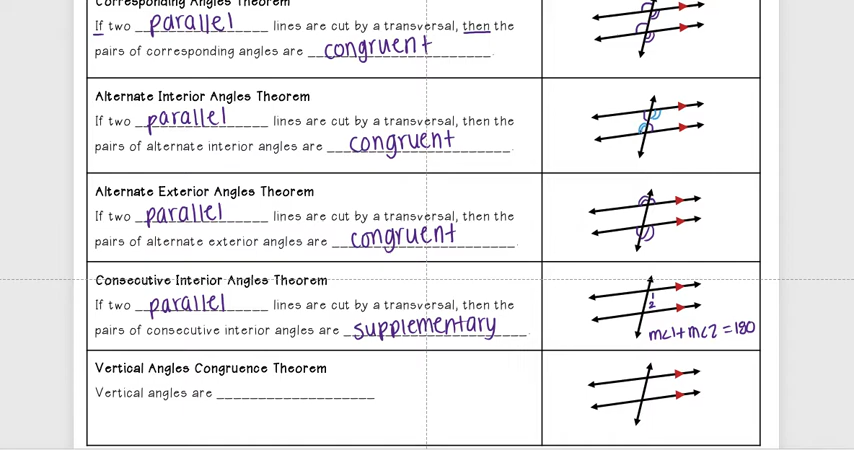 Corresponding Angles Theorem
If two parallel lines are cut by a transversal, then the
pairs of corresponding angles are congruent.
Alternate Interior Angles Theorem
If two parallel lines are cut by a transversal, then the
pairs of alternate interior angles are congruent.
Alternate Exterior Angles Theorem
If two parallel lines are cut by a transversal, then the
pairs of alternate exterior angles are congruent.
Consecutive Interior Angles Theorem
If two parallel lines are cut by a transversal, then the
pairs of consecutive interior angles are supplementary.
1
2
m∠1+m∠2=180
Vertical Angles Congruence Theorem
Vertical angles are ___________________